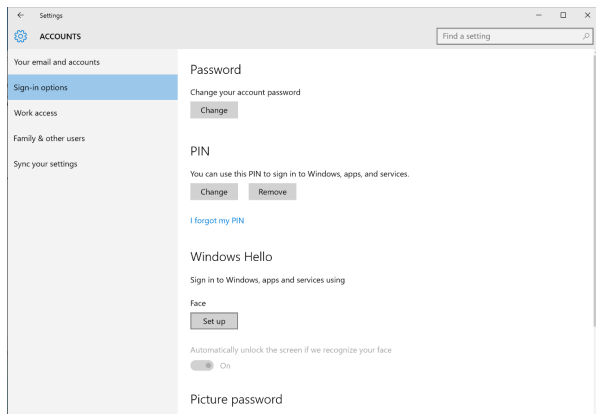 Settings
ACCOUNTS
Find a setting
Your email and accounts
Sign-in options
Work access
Family & other users
Sync your settings
Password
Change your account password
Change
PIN
You can use this PIN to sign in to Windows, apps, and services.
Change Remove
I forgot my PIN
Windows Hello
Sign in to Windows, apps and services using
Face
Set up
Automatically unlock the screen if we recognize your face
On
Picture password